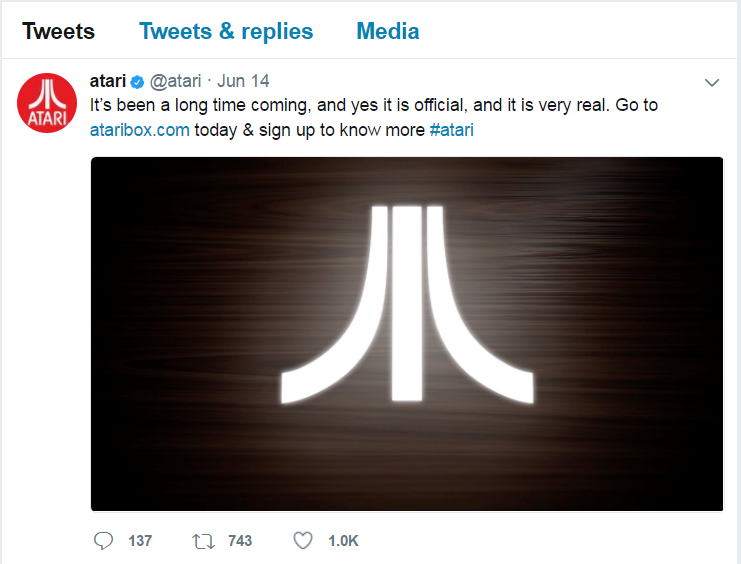 Tweets Tweets & replies Media
atari @atari · Jun 14
It's been a long time coming, and yes it is official, and it is very real. Go to
ataribox.com today & sign up to know more #atari
ATARI
137 743 1.0K